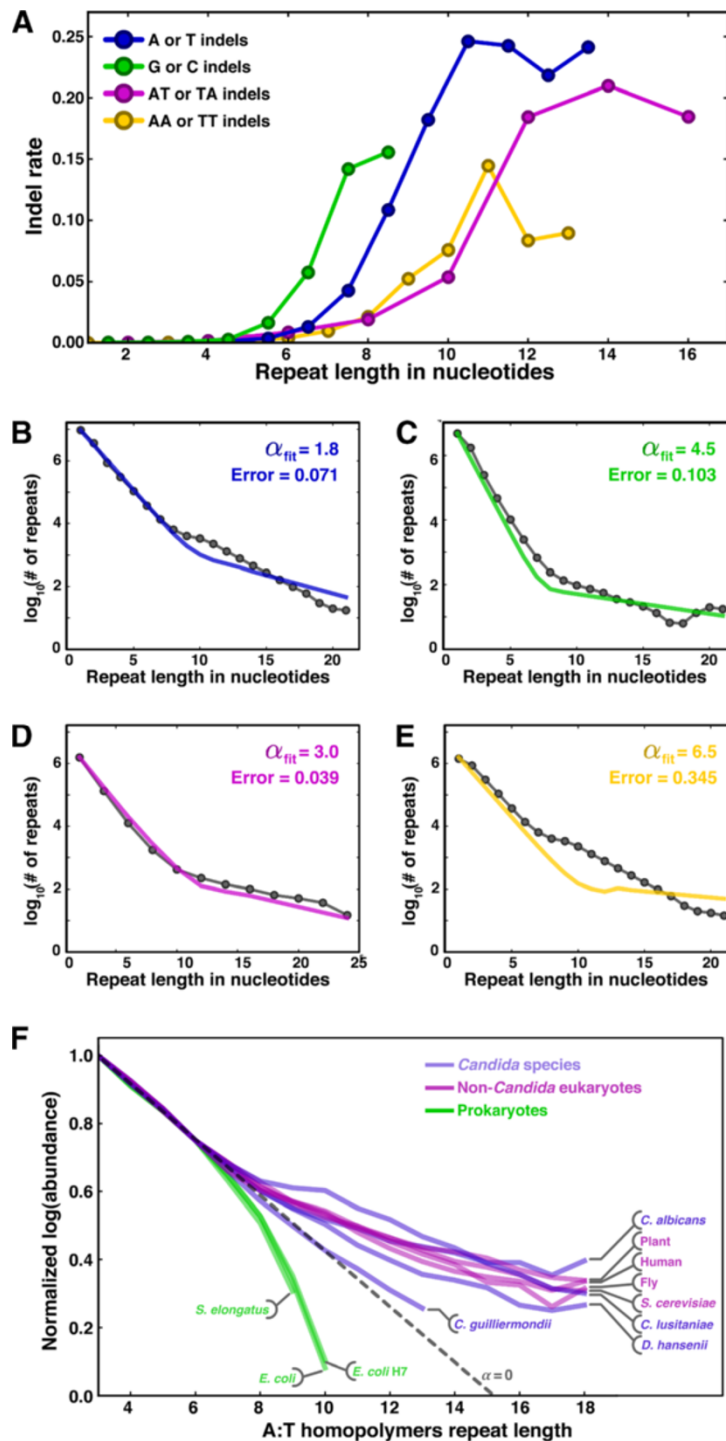 A
0.25
0.20
0.15
0.10
0.05
0.00
Indel rate
A or T indels
G or C indels
AT or TA indels
AA or TT indels
2 4 6 8 10 12 14 16
Repeat length in nucleotides
B
αfit = 1.8
Error = 0.071
6
4
2
0
log10(# of repeats)
0 5 10 15 20
Repeat length in nucleotides
C
αfit = 4.5
Error = 0.103
6
4
2
0
log10(# of repeats)
0 5 10 15 20
Repeat length in nucleotides
D
αfit = 3.0
Error = 0.039
6
4
2
0
log10(# of repeats)
0 5 10 15 20 25
Repeat length in nucleotides
E
αfit = 6.5
Error = 0.345
6
4
2
0
log10(# of repeats)
0 5 10 15 20
Repeat length in nucleotides
F
1.0
0.8
0.6
0.4
0.2
0.0
Normalized log(abundance)
Candida species
Non-Candida eukaryotes
Prokaryotes
C. albicans
Plant
Human
Fly
S. cerevisiae
C. lusitaniae
D. hansenii
S. elongatus
C. guilliermondii
E. coli H7
E. coli
α=0
4 6 8 10 12 14 16 18
A:T homopolymers repeat length